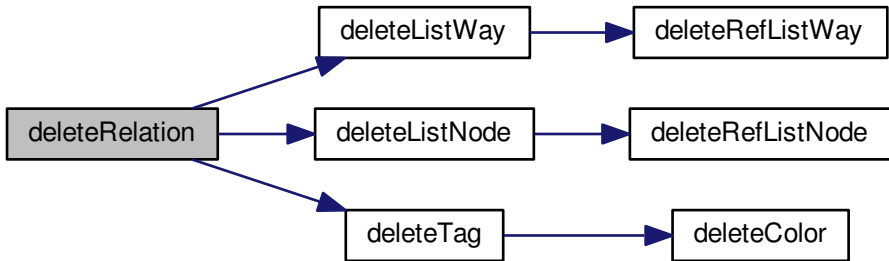 deleteListWay
deleteRefListWay
deleteRelation
deleteListNode
deleteRefListNode
deleteTag
deleteColor